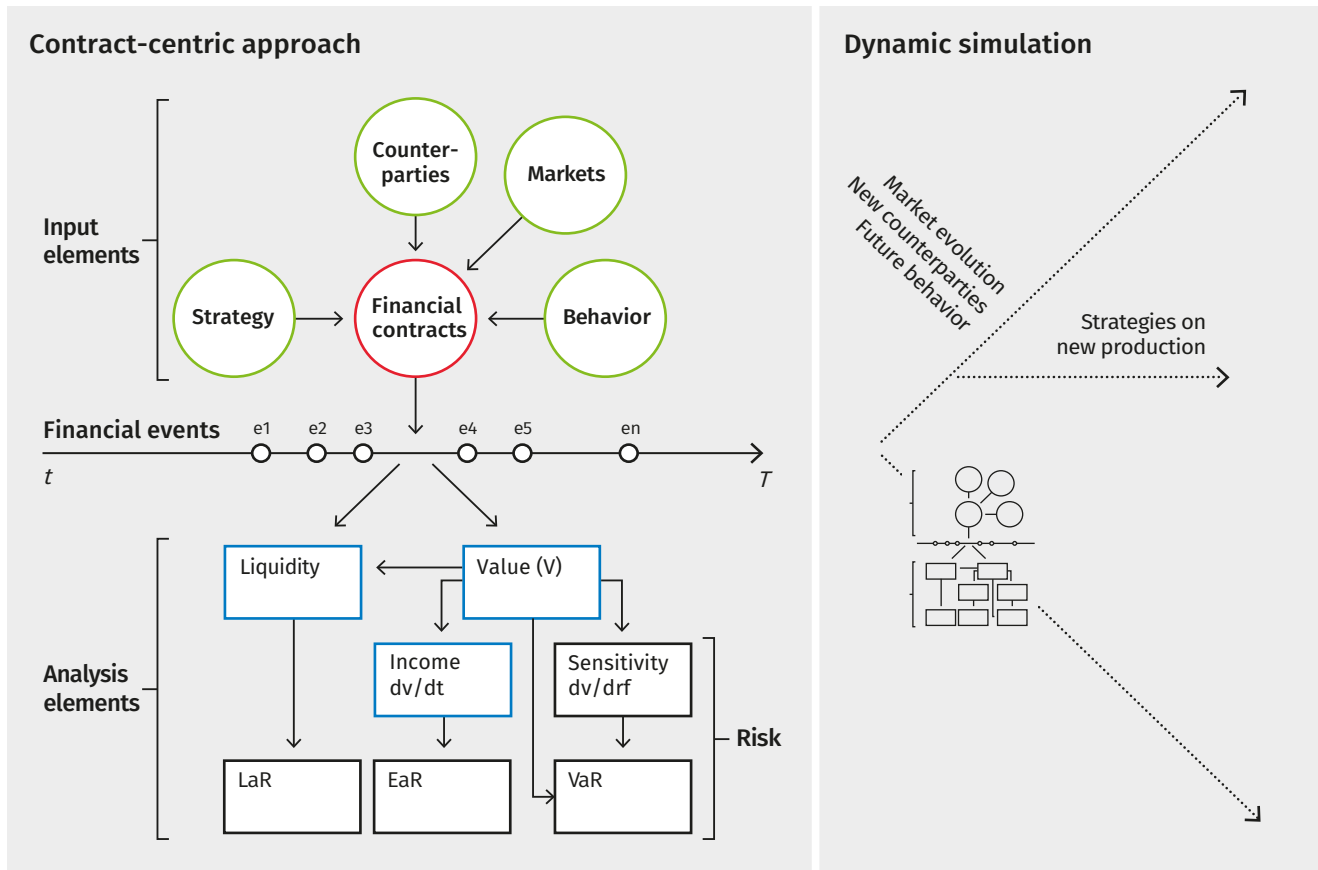 Contract-centric approach
Input
elements
Counter-
parties
Markets
Strategy
Financial
contracts
Behavior
Financial events
e1
e2
e3
e4
e5
en
t
T
Analysis
elements
Liquidity
Value (V)
Income
dv/dt
Sensitivity
dv/drf
Risk
LaR
EaR
VaR
Dynamic simulation
Market evolution
New counterparties
Future behavior
Strategies on
new production